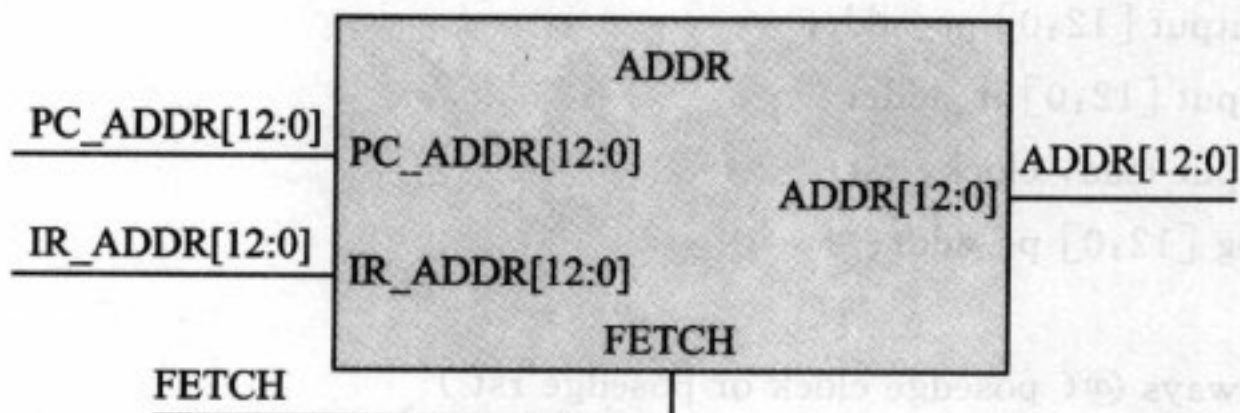 ADDR
PC_ADDR[12:0]
PC_ADDR[12:0]
ADDR[12:0]
ADDR[12:0]
IR_ADDR[12:0]
IR_ADDR[12:0]
FETCH
FETCH